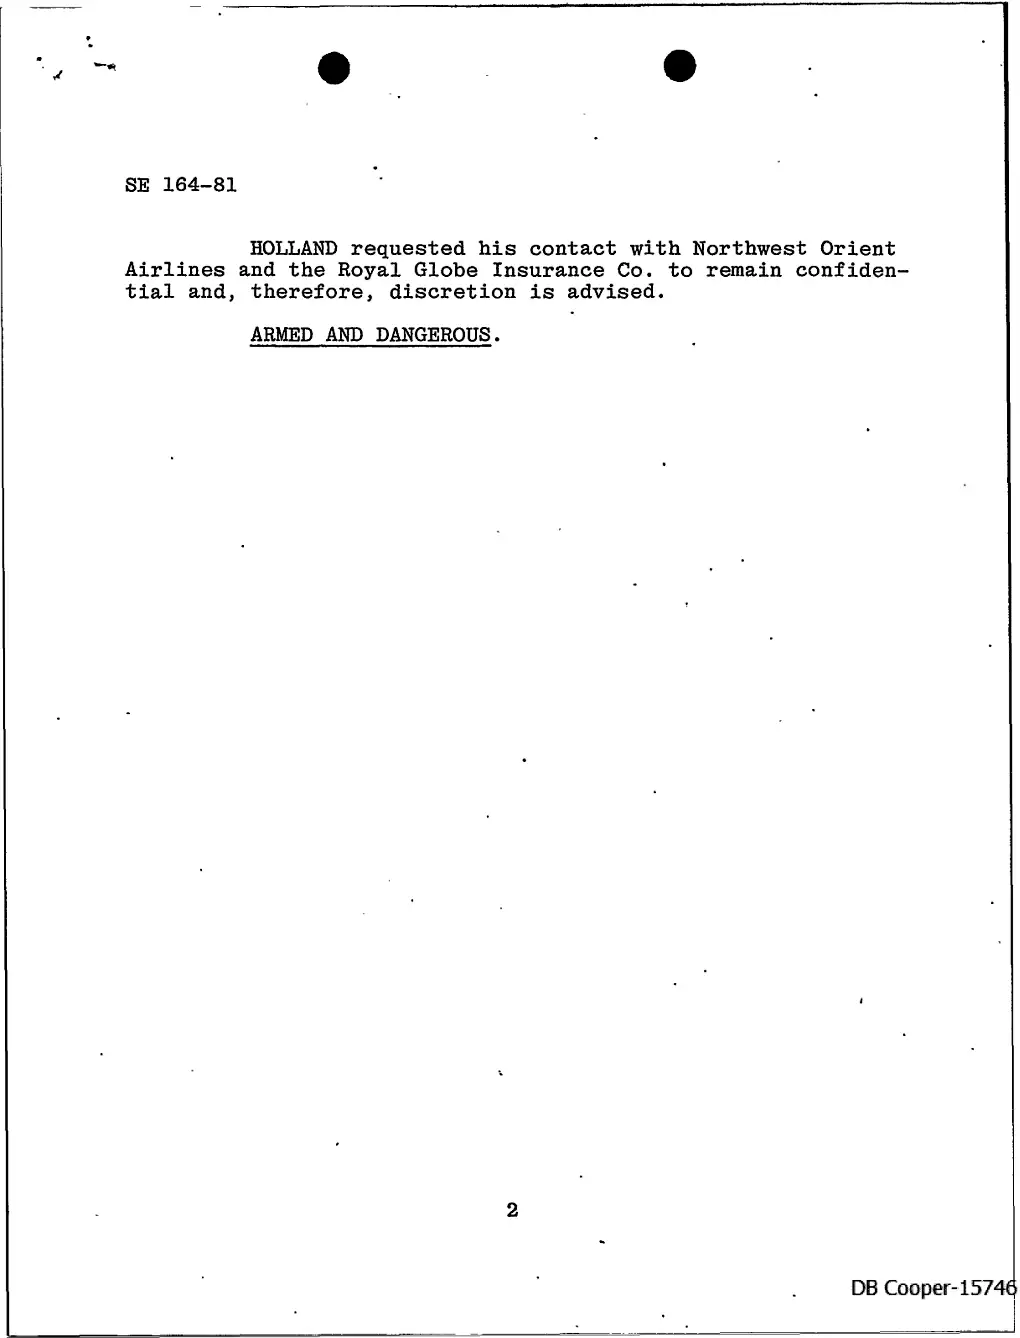 SE 164-81
HOLLAND requested his contact with Northwest Orient
Airlines and the Royal Globe Insurance Co. to remain confiden-
tial and, therefore, discretion is advised.
ARMED AND DANGEROUS.
2
DB Cooper-15746